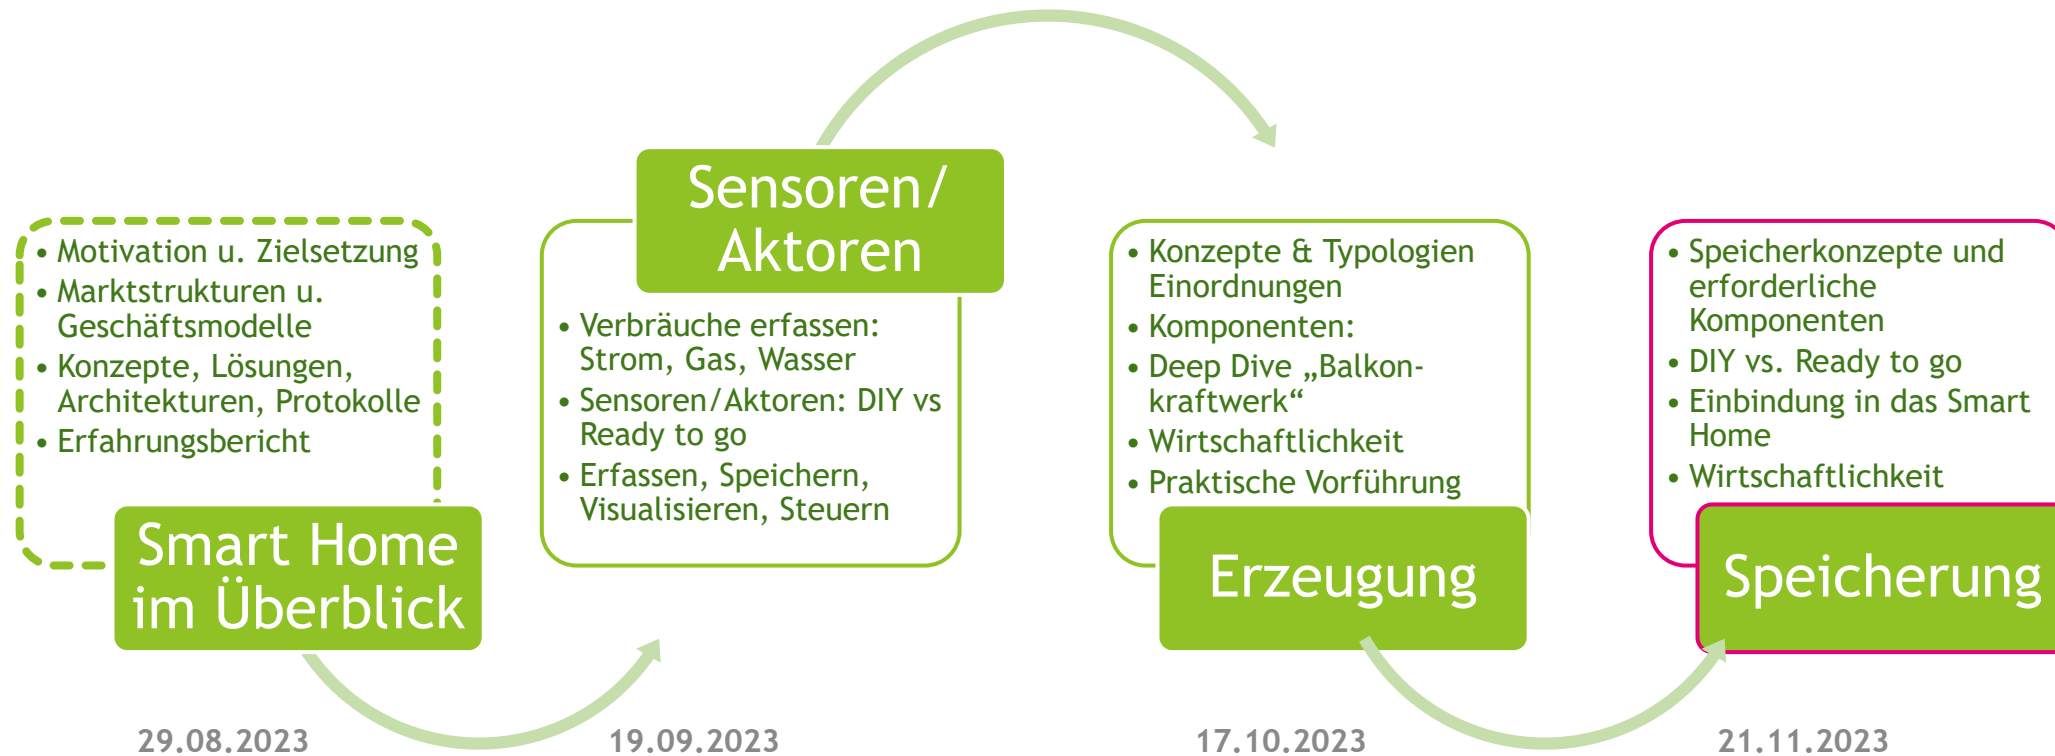 • Motivation u. Zielsetzung
• Marktstrukturen u.
Geschäftsmodelle
• Konzepte, Lösungen,
Architekturen, Protokolle
• Erfahrungsbericht
Smart Home
im Überblick
29.08.2023
Sensoren/
Aktoren
• Verbräuche erfassen:
Strom, Gas, Wasser
• Sensoren/Aktoren: DIY vs
Ready to go
• Erfassen, Speichern,
Visualisieren, Steuern
19.09.2023
• Konzepte & Typologien
Einordnungen
• Komponenten:
• Deep Dive „Balkon-
kraftwerk“
• Wirtschaftlichkeit
• Praktische Vorführung
Erzeugung
17.10.2023
• Speicherkonzepte und
erforderliche
Komponenten
• DIY vs. Ready to go
• Einbindung in das Smart
Home
• Wirtschaftlichkeit
Speicherung
21.11.2023